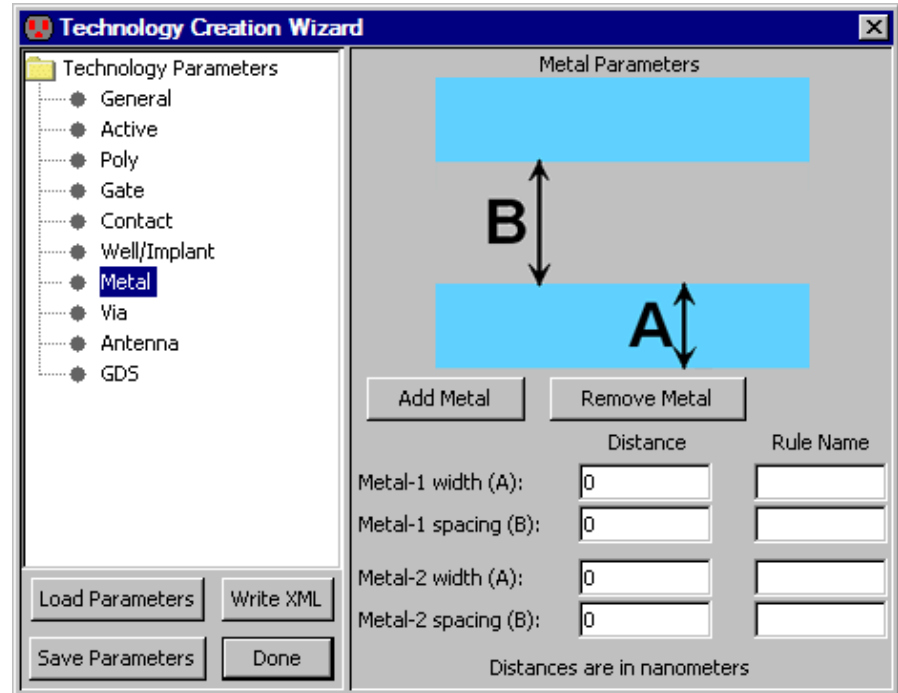 Technology Creation Wizard
Technology Parameters
General
Active
Poly
Gate
Contact
Well/Implant
Metal
Via
Antenna
GDS
Load Parameters
Write XML
Save Parameters
Done
Metal Parameters
B
A
Add Metal
Remove Metal
Distance
Rule Name
Metal-1 width (A): 0
Metal-1 spacing (B): 0
Metal-2 width (A): 0
Metal-2 spacing (B): 0
Distances are in nanometers